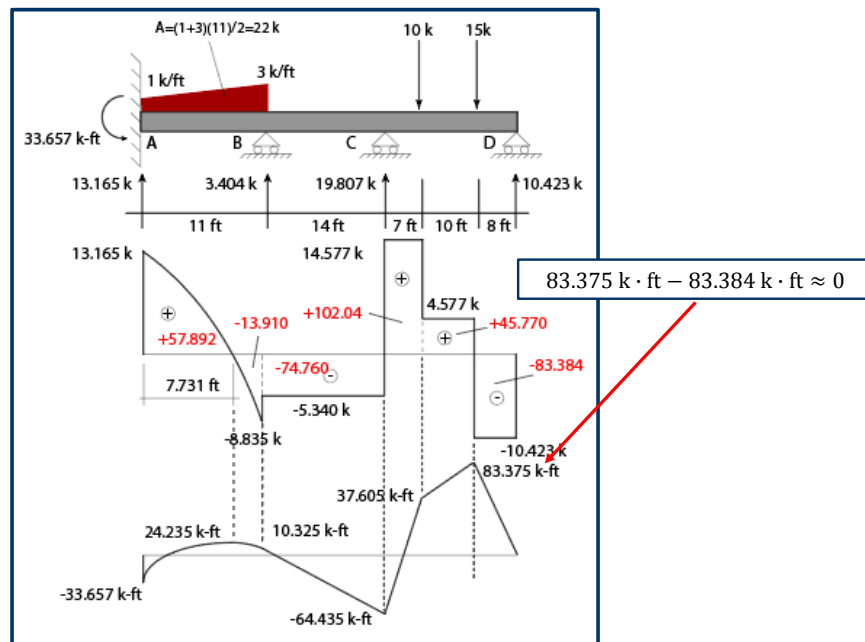 A=(1+3)(11)/2=22 k
10 k
15k
1 k/ft
3 k/ft
33.657 k-ft
A
B
C
D
13.165 k
3.404 k
19.807 k
10.423 k
11 ft
14 ft
7 ft
10 ft
8 ft
13.165 k
14.577 k
83.375 k · ft − 83.384 k · ft ≈ 0
+
+
4.577 k
+57.892
-13.910
+102.04
+
+45.770
-74.760
-
-83.384
7.731 ft
-5.340 k
-
-8.835 k
-10.423 k
83.375 k-ft
37.605 k-ft
24.235 k-ft
10.325 k-ft
-33.657 k-ft
-64.435 k-ft